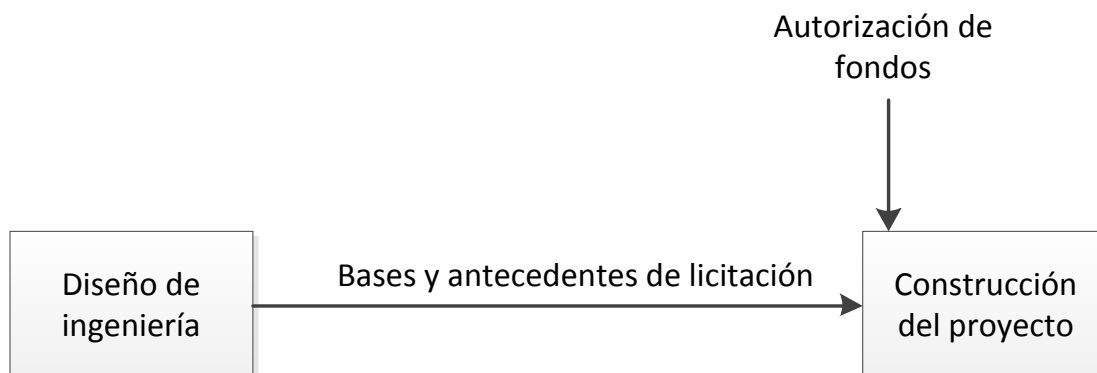 Autorización de
fondos
Diseño de
ingeniería
Bases y antecedentes de licitación
Construcción
del proyecto